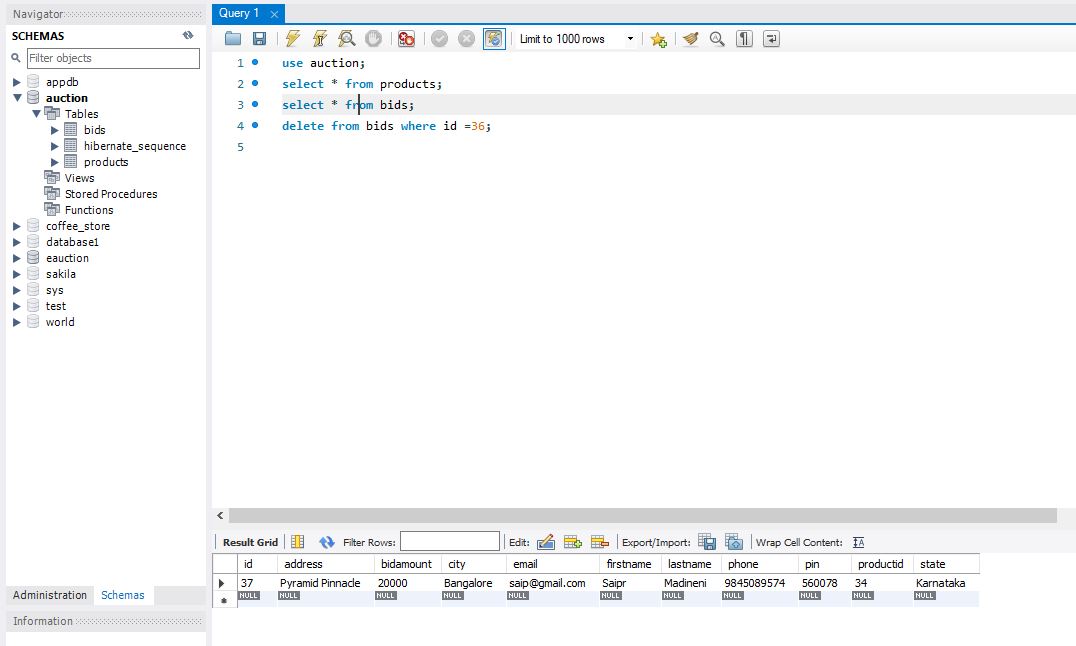 Navigator
SCHEMAS
Filter objects
appdb
auction
Tables
bids
hibernate_sequence
products
Views
Stored Procedures
Functions
coffee_store
database1
eauction
sakila
sys
test
world
Administration Schemas
Information
Query 1
Limit to 1000 rows
1 use auction;
2 select * from products;
3 select * from bids;
4 delete from bids where id =36;
5
Result Grid Filter Rows: Edit: Export/Import: Wrap Cell Content:
id address bidamount city email firstname lastname phone pin productid state
37 Pyramid Pinnacle 20000 Bangalore saip@gmail.com Saipr Madineni 9845089574 560078 34 Karnataka
NULL NULL NULL NULL NULL NULL NULL NULL NULL NULL NULL